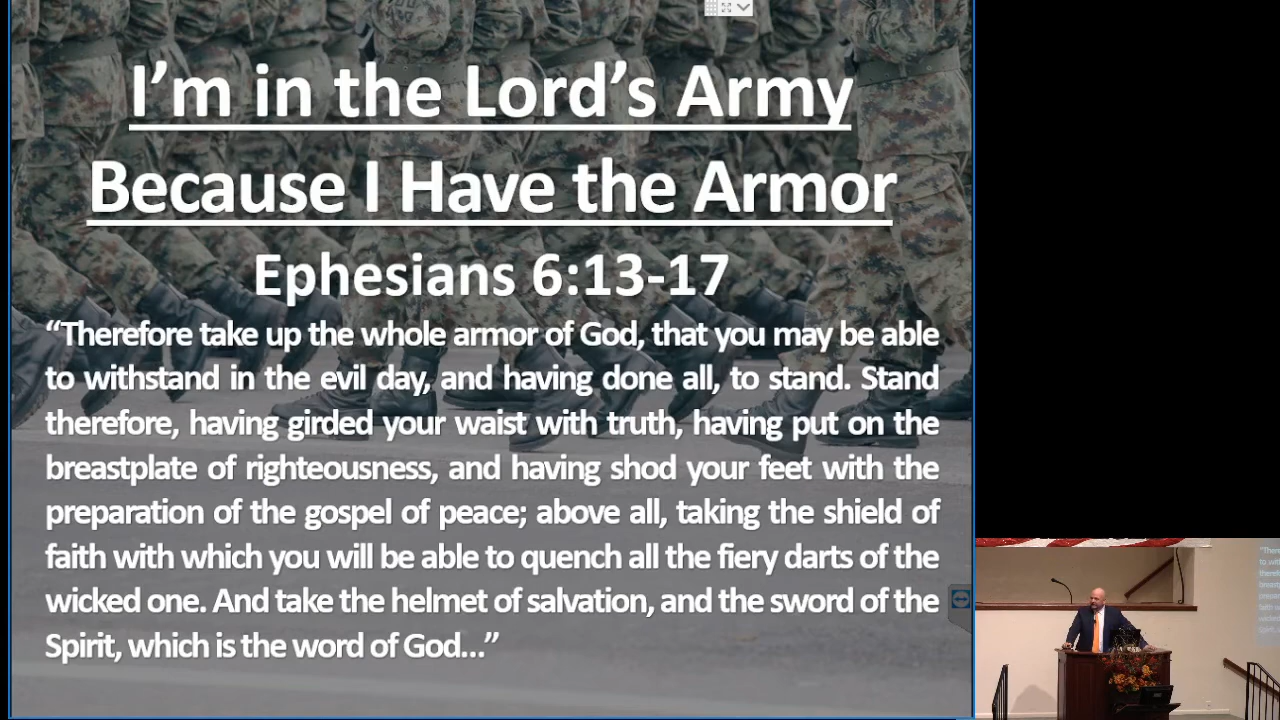 I’m in the Lord’s Army
Because I Have the Armor
Ephesians 6:13-17
“Therefore take up the whole armor of God, that you may be able
to withstand in the evil day, and having done all, to stand. Stand
therefore, having girded your waist with truth, having put on the
breastplate of righteousness, and having shod your feet with the
preparation of the gospel of peace; above all, taking the shield of
faith with which you will be able to quench all the fiery darts of the
wicked one. And take the helmet of salvation, and the sword of the
Spirit, which is the word of God...”